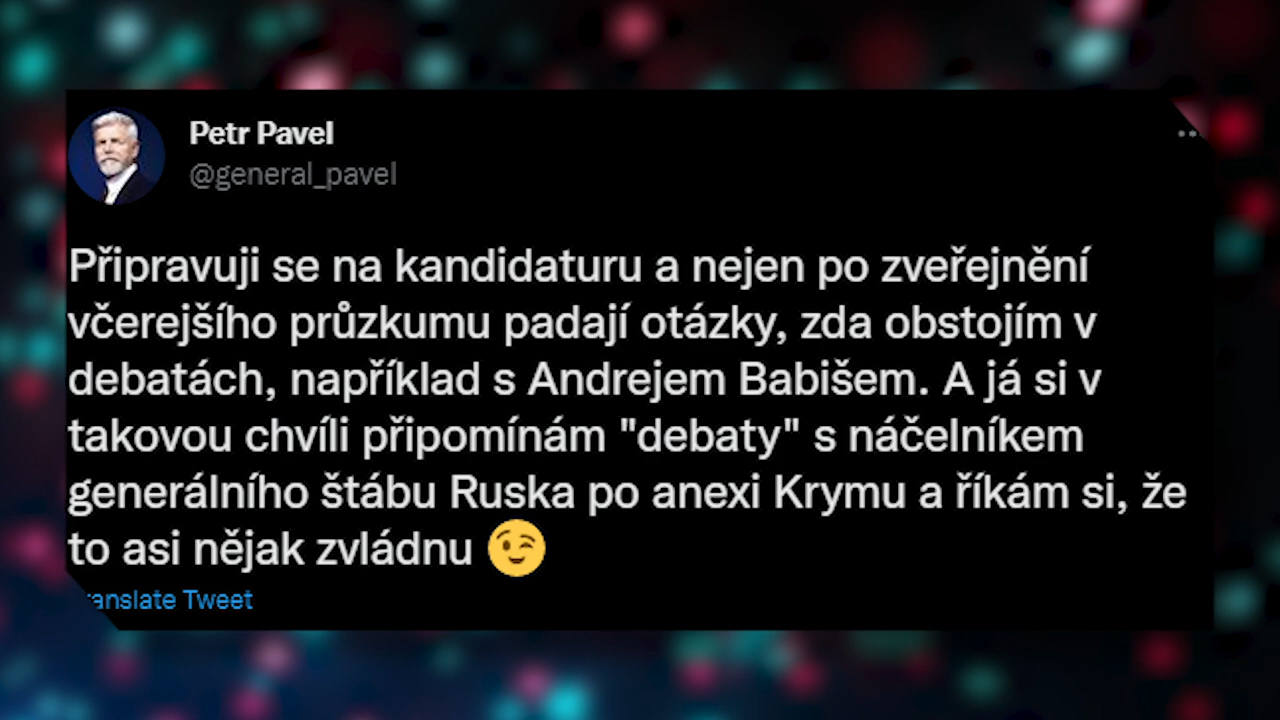 Petr Pavel
@general_pavel
Připravuji se na kandidaturu a nejen po zveřejnění
včerejšího průzkumu padají otázky, zda obstojím v
debatách, například s Andrejem Babišem. A já si v
takovou chvíli připomínám "debaty" s náčelníkem
generálního štábu Ruska po anexi Krymu a říkám si, že
to asi nějak zvládnu 😉
Tweet